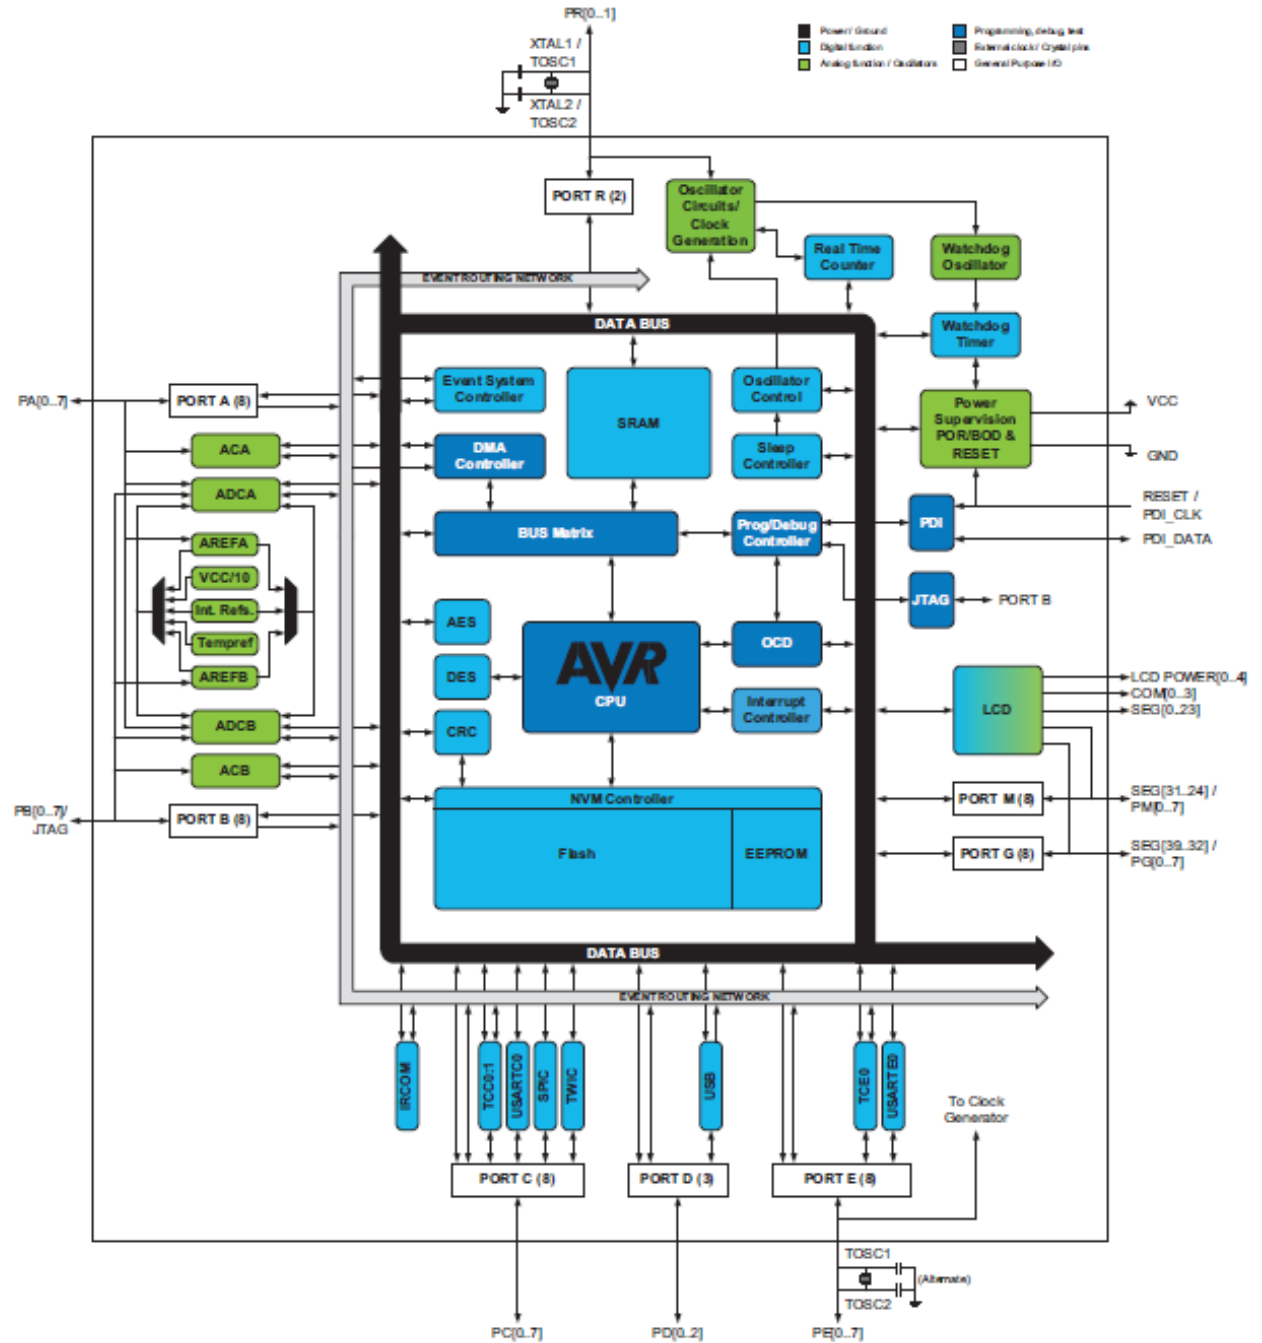 PR[0..1]
Power / Ground
Digital function
Analog function / Oscillators
Programming, debug, test
External clock / Crystal pins
General Purpose I/O
XTAL1 /
TOSC1
XTAL2 /
TOSC2
PORT R (2)
Oscillator
Circuits/
Clock
Generation
Real Time
Counter
Watchdog
Oscillator
EVENT ROUTING NETWORK
DATA BUS
Watchdog
Timer
Event System
Controller
SRAM
Oscillator
Control
Power
Supervision
POR/BOD &
RESET
VCC
GND
PA[0..7]
PORT A (8)
ACA
DMA
Controller
Sleep
Controller
ADCA
RESET /
PDI_CLK
PDI
PDI_DATA
BUS Matrix
Prog/Debug
Controller
AREFA
VCC/10
Int. Refs.
Tempref
AREFB
JTAG
PORT B
AES
DES
CRC
AVR
CPU
OCD
Interrupt
Controller
LCD
LCD POWER[0..4]
COM[0..3]
SEG[0..23]
ADCB
ACB
PB[0..7]/
JTAG
PORT B (8)
NVM Controller
Flash
EEPROM
PORT M (8)
SEG[31..24] /
PM[0..7]
PORT G (8)
SEG[39..32] /
PG[0..7]
DATA BUS
EVENT ROUTING NETWORK
IRCOM
TCC0:1
USARTC0
SPIC
TWIC
USB
TCE0
USARTE0
To Clock
Generator
PORT C (8)
PORT D (3)
PORT E (8)
TOSC1
(Alternate)
TOSC2
PC[0..7]
PD[0..2]
PE[0..7]